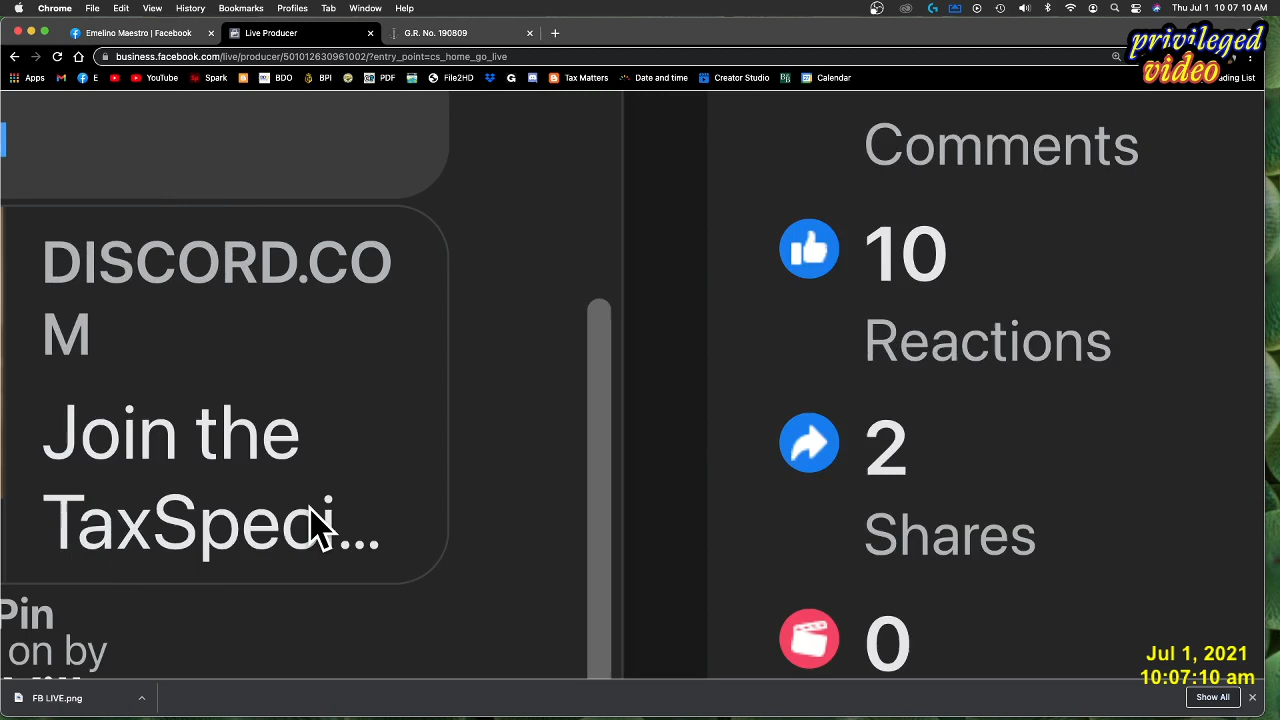 Chrome File Edit View History Bookmarks Profiles Tab Window Help Thu Jul 1 10:07:10 AM
Emelino Maestro | Facebook Live Producer G.R. No. 190809
business.facebook.com/live/producer/501012630961002/?entry_point=cs_home_go_live
Apps E YouTube Spark BDO BPI PDF File2HD Tax Matters Date and time Creator Studio Calendar ding List
privileged
video
Comments
DISCORD.CO
M
10
Reactions
Join the
TaxSpeci...
2
Shares
Pin
on by
0
Jul 1, 2021
10:07:10 am
FB LIVE.png
Show All